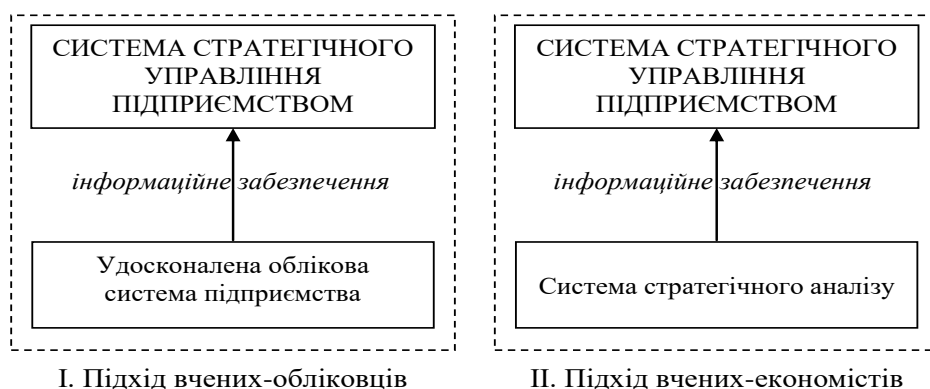 СИСТЕМА СТРАТЕГІЧНОГО
УПРАВЛІННЯ
ПІДПРИЄМСТВОМ
інформаційне забезпечення
Удосконалена облікова
система підприємства
І. Підхід вчених-обліковців
СИСТЕМА СТРАТЕГІЧНОГО
УПРАВЛІННЯ
ПІДПРИЄМСТВОМ
інформаційне забезпечення
Система стратегічного аналізу
ІІ. Підхід вчених-економістів